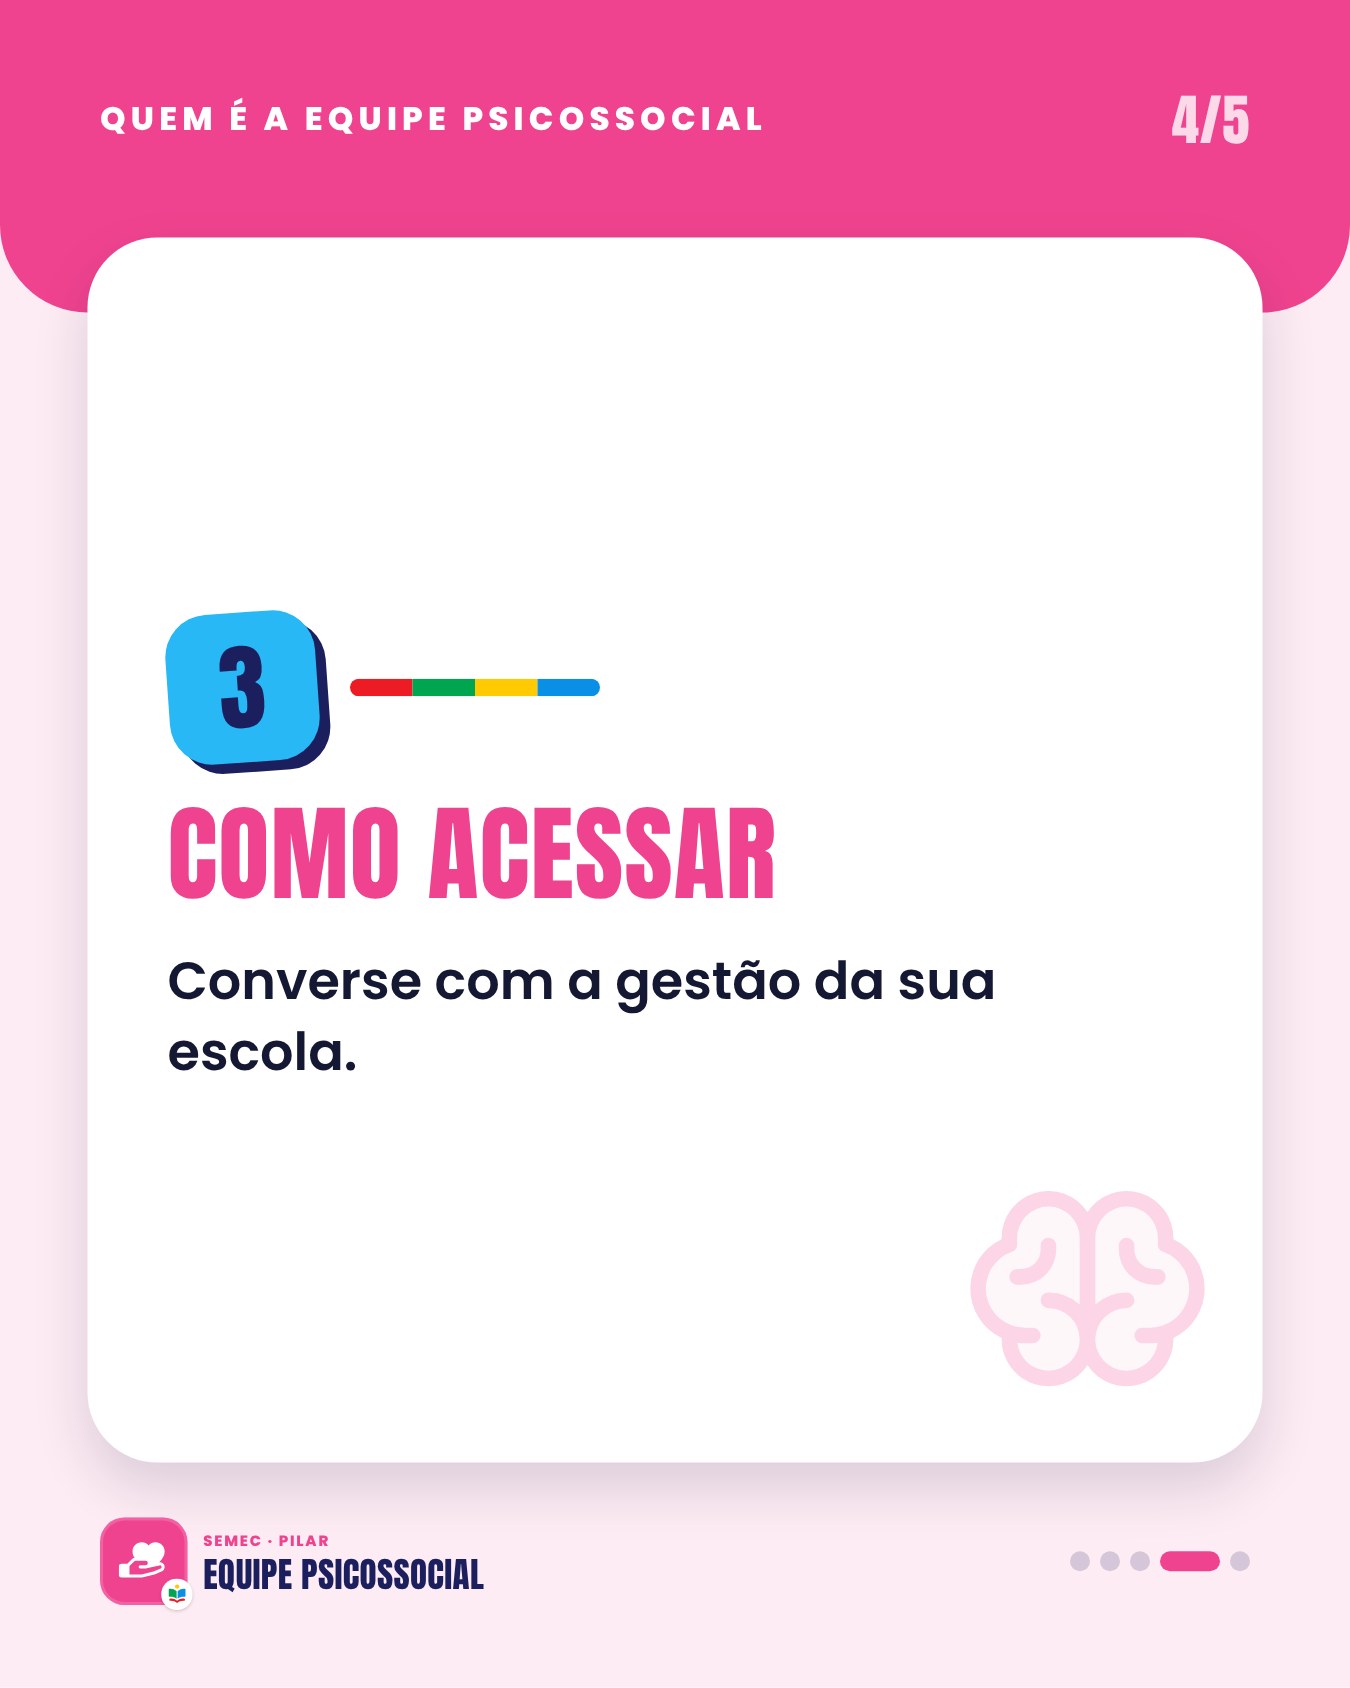 QUEM É A EQUIPE PSICOSSOCIAL
4/5
3
COMO ACESSAR
Converse com a gestão da sua
escola.
SEMEC · PILAR
EQUIPE PSICOSSOCIAL